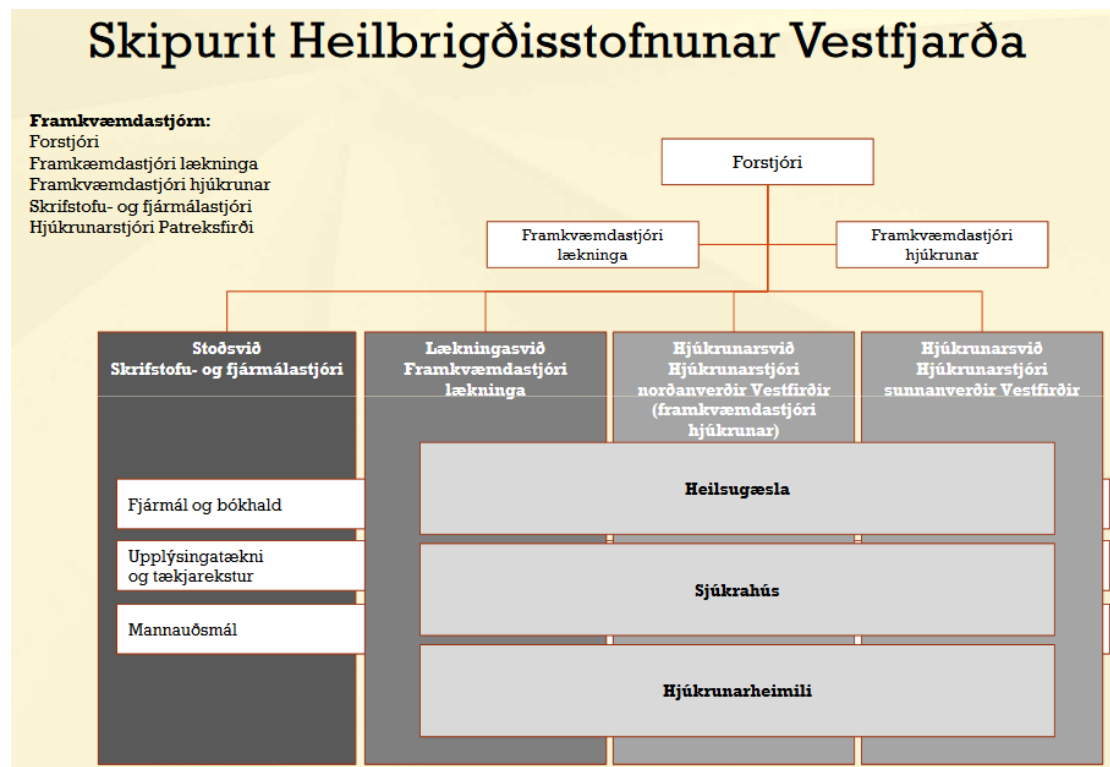 Skipurit Heilbrigðisstofnunar Vestfjarða
Framkvæmdastjórn:
Forstjóri
Framkæmdastjóri lækninga
Framkvæmdastjóri hjúkrunar
Skrifstofu- og fjármálastjóri
Hjúkrunarstjóri Patreksfirði
Forstjóri
Framkvæmdastjóri
lækninga
Framkvæmdastjóri
hjúkrunar
Stoðsvið
Skrifstofu- og fjármálastjóri
Lækningasvið
Framkvæmdastjóri
lækninga
Hjúkrunarsvið
Hjúkrunarstjóri
norðanverðir Vestfirðir
(framkvæmdastjóri
hjúkrunar)
Hjúkrunarsvið
Hjúkrunarstjóri
sunnanverðir Vestfirðir
Fjármál og bókhald
Upplýsingatækni
og tækjarekstur
Mannauðsmál
Heilsugæsla
Sjúkrahús
Hjúkrunarheimili